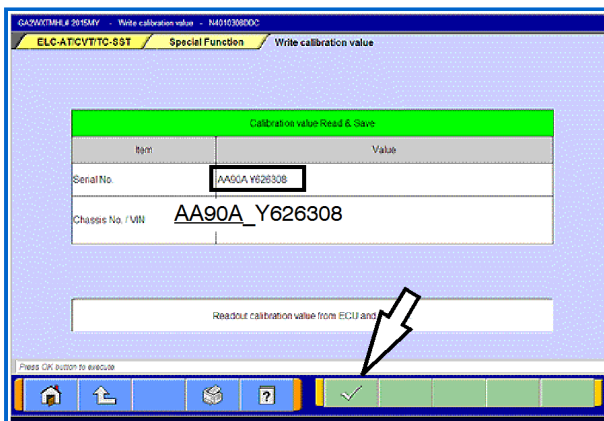 GA2WXTMHL# 2015MY - Write calibration value - N4010308DDC
ELC-AT/CVT/TC-SST Special Function Write calibration value
Calibration value Read & Save
Item Value
Serial No. AA90A Y626308
Chassis No. / VIN AA90A_Y626308
Readout calibration value from ECU and
Press OK button to execute
?